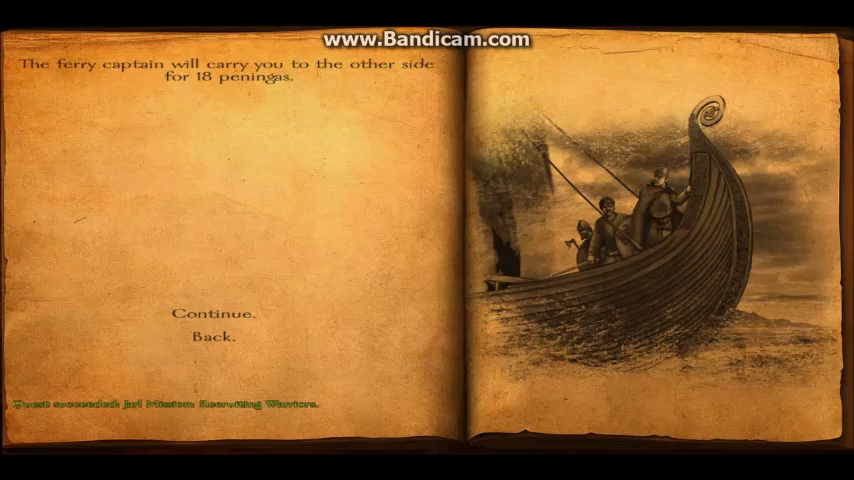 www.Bandicam.com
The ferry captain will carry you to the other side
for 18 peningas.
Continue.
Back.
Quest succeeded: Jarl Mission: Recruiting Warriors.